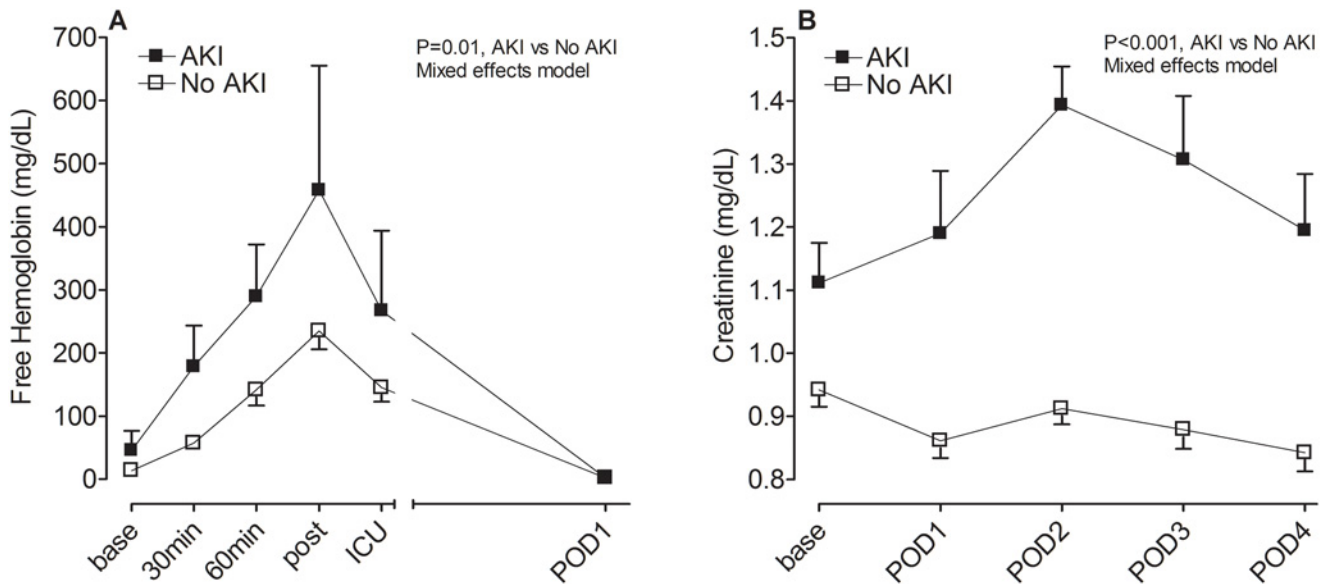 A
AKI
No AKI
P=0.01, AKI vs No AKI
Mixed effects model
Free Hemoglobin (mg/dL)
700
600
500
400
300
200
100
0
base
30min
60min
post
ICU
POD1
B
AKI
No AKI
P<0.001, AKI vs No AKI
Mixed effects model
Creatinine (mg/dL)
1.5
1.4
1.3
1.2
1.1
1.0
0.9
0.8
base
POD1
POD2
POD3
POD4